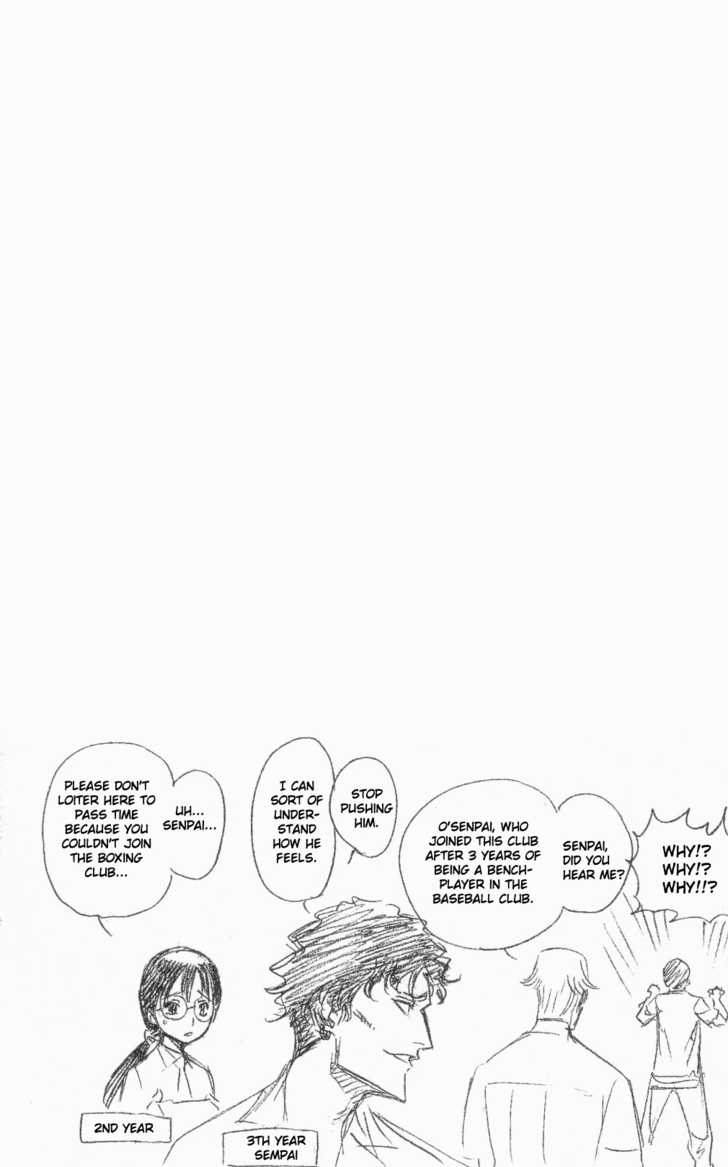 WHY!?
WHY!?
WHY!!?
SENPAI,
DID YOU
HEAR ME?
O'SENPAI, WHO
JOINED THIS CLUB
AFTER 3 YEARS OF
BEING A BENCH-
PLAYER IN THE
BASEBALL CLUB.
STOP
PUSHING
HIM.
I CAN
SORT OF
UNDER-
STAND
HOW HE
FEELS.
UH...
SENPAI...
PLEASE DON'T
LOITER HERE TO
PASS TIME
BECAUSE YOU
COULDN'T JOIN
THE BOXING
CLUB...
3TH YEAR
SEMPAI
2ND YEAR